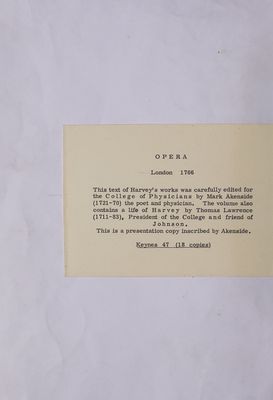 OPERA
London 1766
This text of Harvey's works was carefully edited for
the College of Physicians by Mark Akenside
(1721-70) the poet and physician. The volume also
contains a life of Harvey by Thomas Lawrence
(1711-83), President of the College and friend of
Johnson.
This is a presentation copy inscribed by Akenside.
Keynes 47 (18 copies)